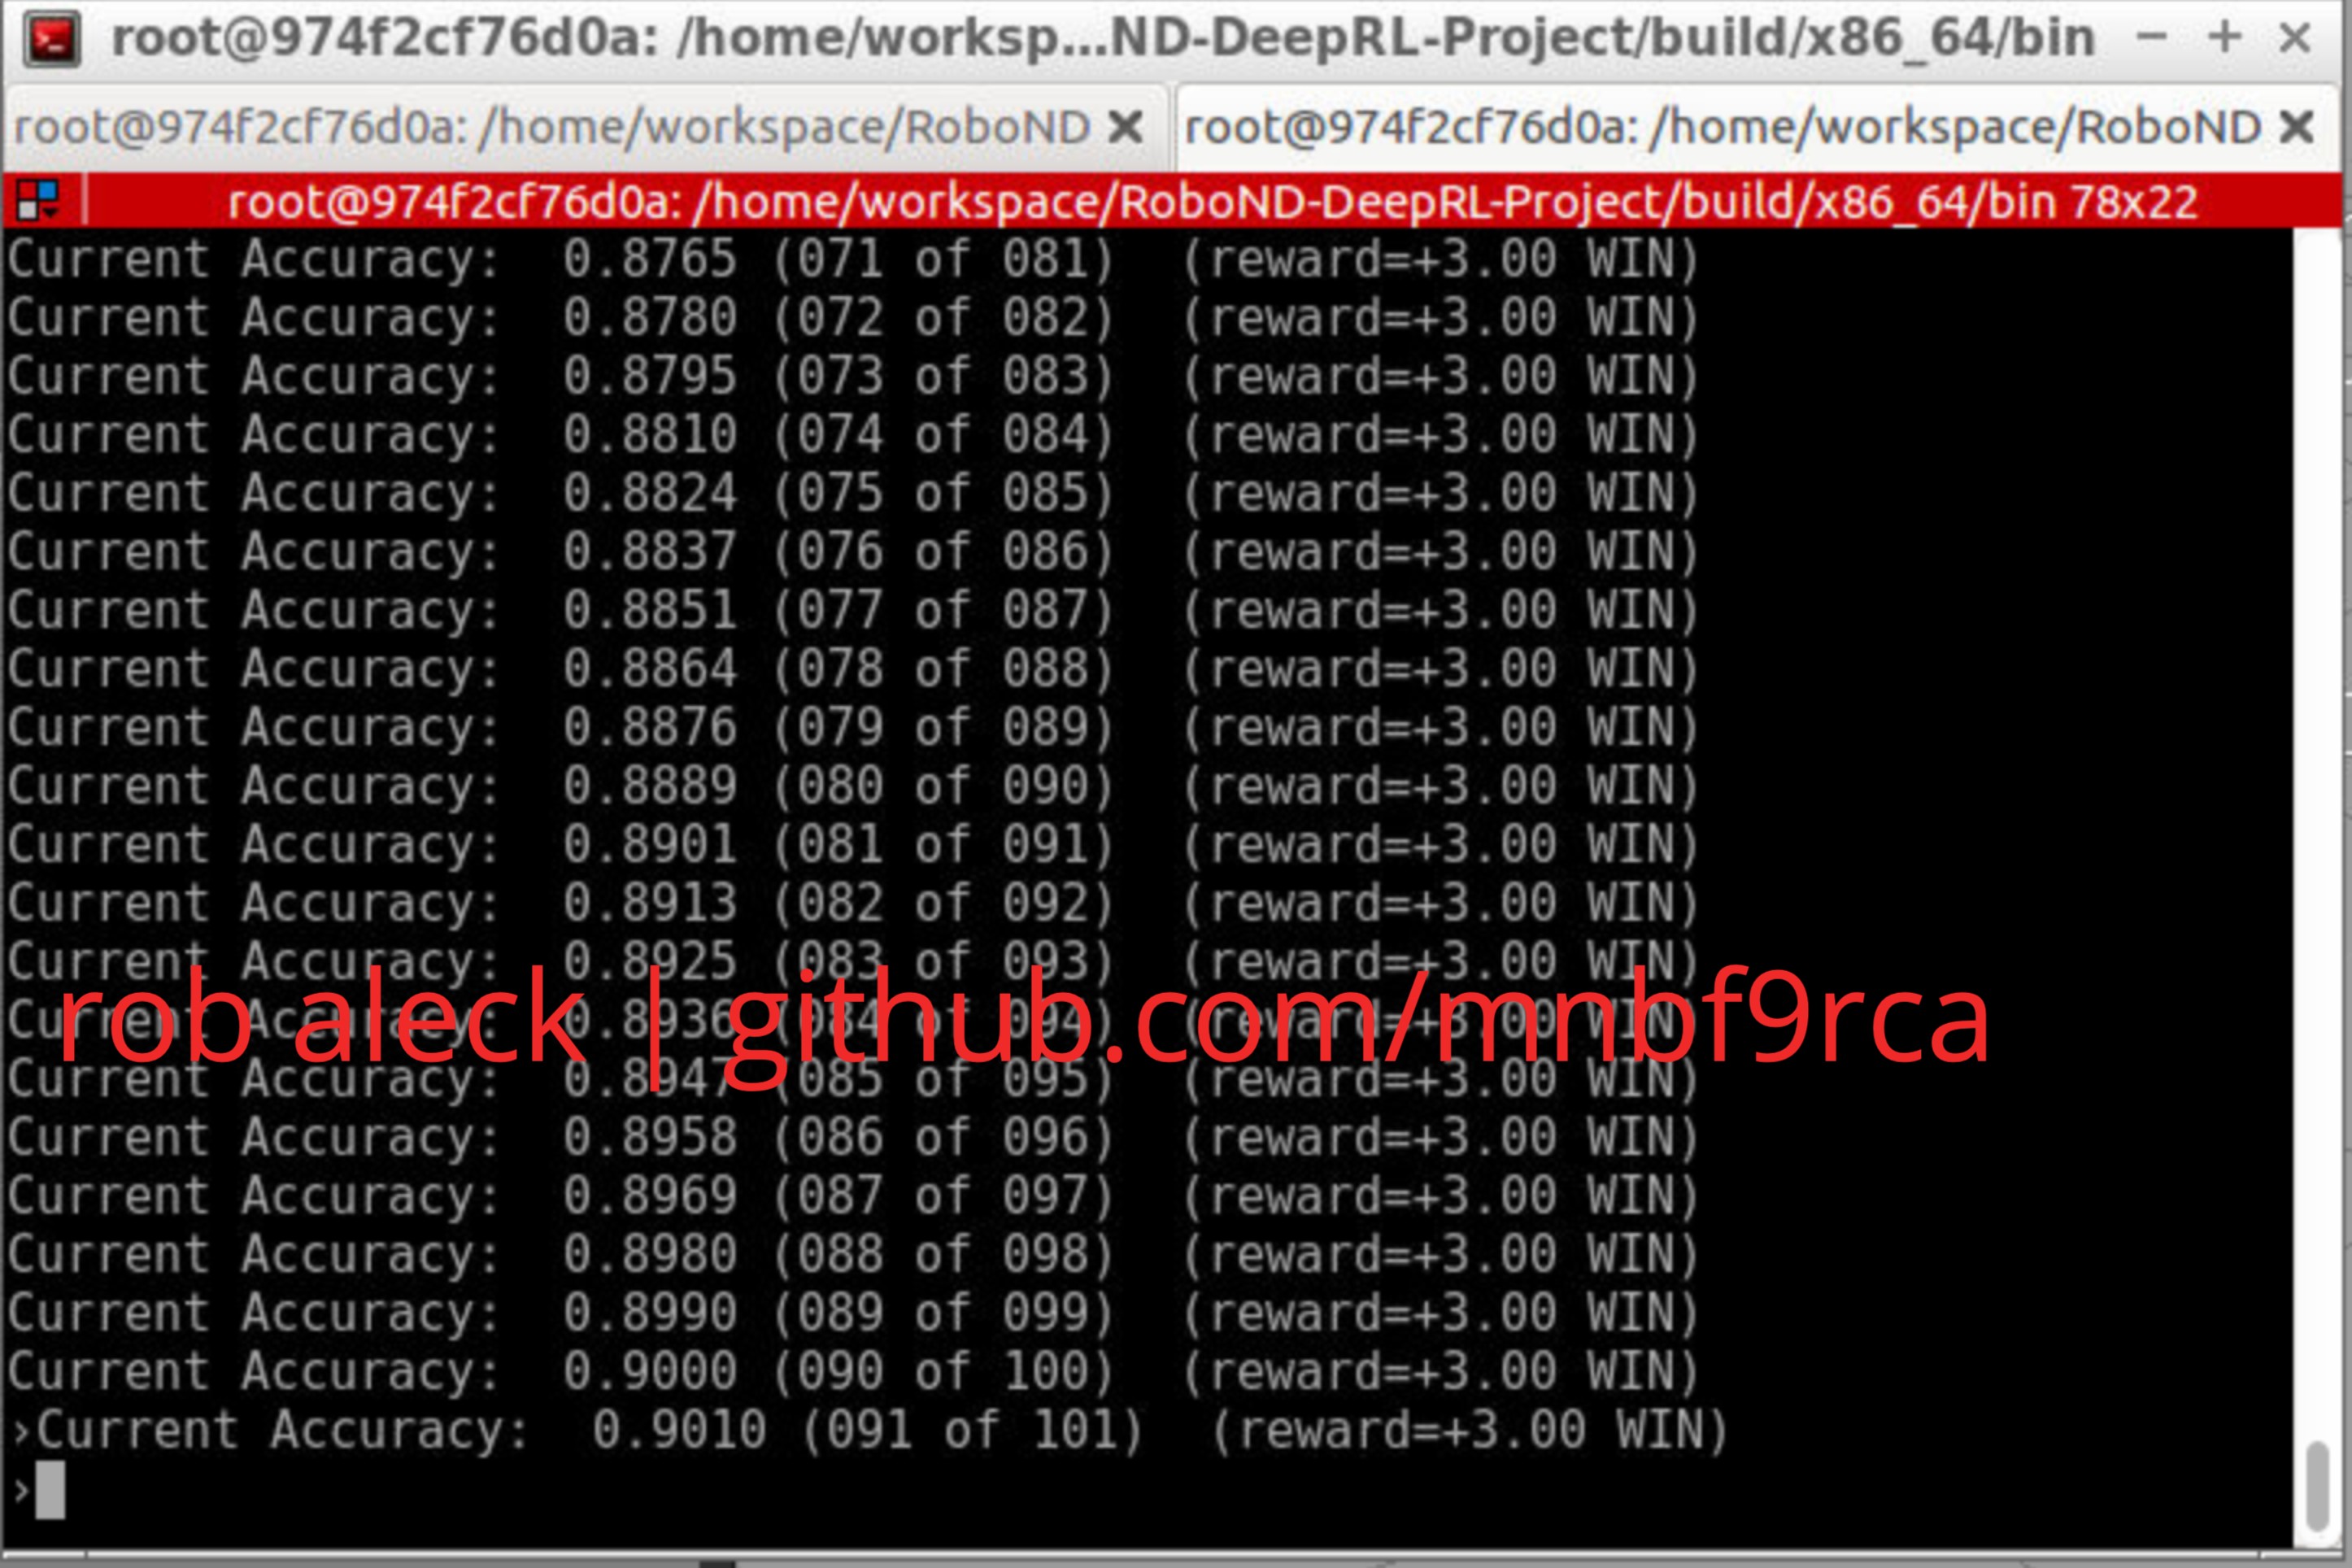 root@974f2cf76d0a: /home/worksp...ND-DeepRL-Project/build/x86_64/bin
root@974f2cf76d0a: /home/workspace/RoboND root@974f2cf76d0a: /home/workspace/RoboND
root@974f2cf76d0a: /home/workspace/RoboND-DeepRL-Project/build/x86_64/bin 78x22
Current Accuracy:  0.8765 (071 of 081)  (reward=+3.00 WIN)
Current Accuracy:  0.8780 (072 of 082)  (reward=+3.00 WIN)
Current Accuracy:  0.8795 (073 of 083)  (reward=+3.00 WIN)
Current Accuracy:  0.8810 (074 of 084)  (reward=+3.00 WIN)
Current Accuracy:  0.8824 (075 of 085)  (reward=+3.00 WIN)
Current Accuracy:  0.8837 (076 of 086)  (reward=+3.00 WIN)
Current Accuracy:  0.8851 (077 of 087)  (reward=+3.00 WIN)
Current Accuracy:  0.8864 (078 of 088)  (reward=+3.00 WIN)
Current Accuracy:  0.8876 (079 of 089)  (reward=+3.00 WIN)
Current Accuracy:  0.8889 (080 of 090)  (reward=+3.00 WIN)
Current Accuracy:  0.8901 (081 of 091)  (reward=+3.00 WIN)
Current Accuracy:  0.8913 (082 of 092)  (reward=+3.00 WIN)
Current Accuracy:  0.8925 (083 of 093)  (reward=+3.00 WIN)
Current Accuracy:  0.8936 (084 of 094)  (reward=+3.00 WIN)
rob aleck | github.com/mnbf9rca
Current Accuracy:  0.8947 (085 of 095)  (reward=+3.00 WIN)
Current Accuracy:  0.8958 (086 of 096)  (reward=+3.00 WIN)
Current Accuracy:  0.8969 (087 of 097)  (reward=+3.00 WIN)
Current Accuracy:  0.8980 (088 of 098)  (reward=+3.00 WIN)
Current Accuracy:  0.8990 (089 of 099)  (reward=+3.00 WIN)
Current Accuracy:  0.9000 (090 of 100)  (reward=+3.00 WIN)
›Current Accuracy:  0.9010 (091 of 101)  (reward=+3.00 WIN)
›